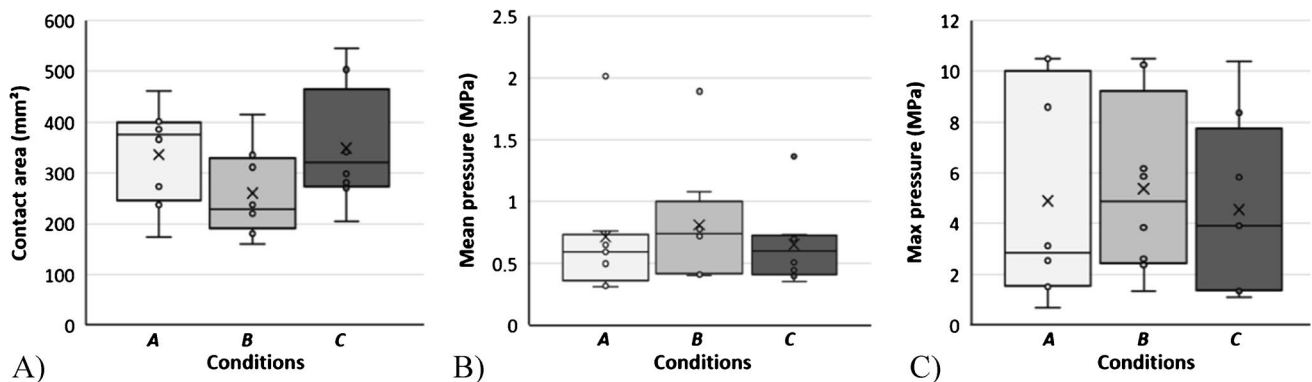 600
500
400
300
200
100
0
Contact area (mm²)
A B C
Conditions
A)
2.5
2
1.5
1
0.5
0
Mean pressure (MPa)
A B C
Conditions
B)
12
10
8
6
4
2
0
Max pressure (MPa)
A B C
Conditions
C)